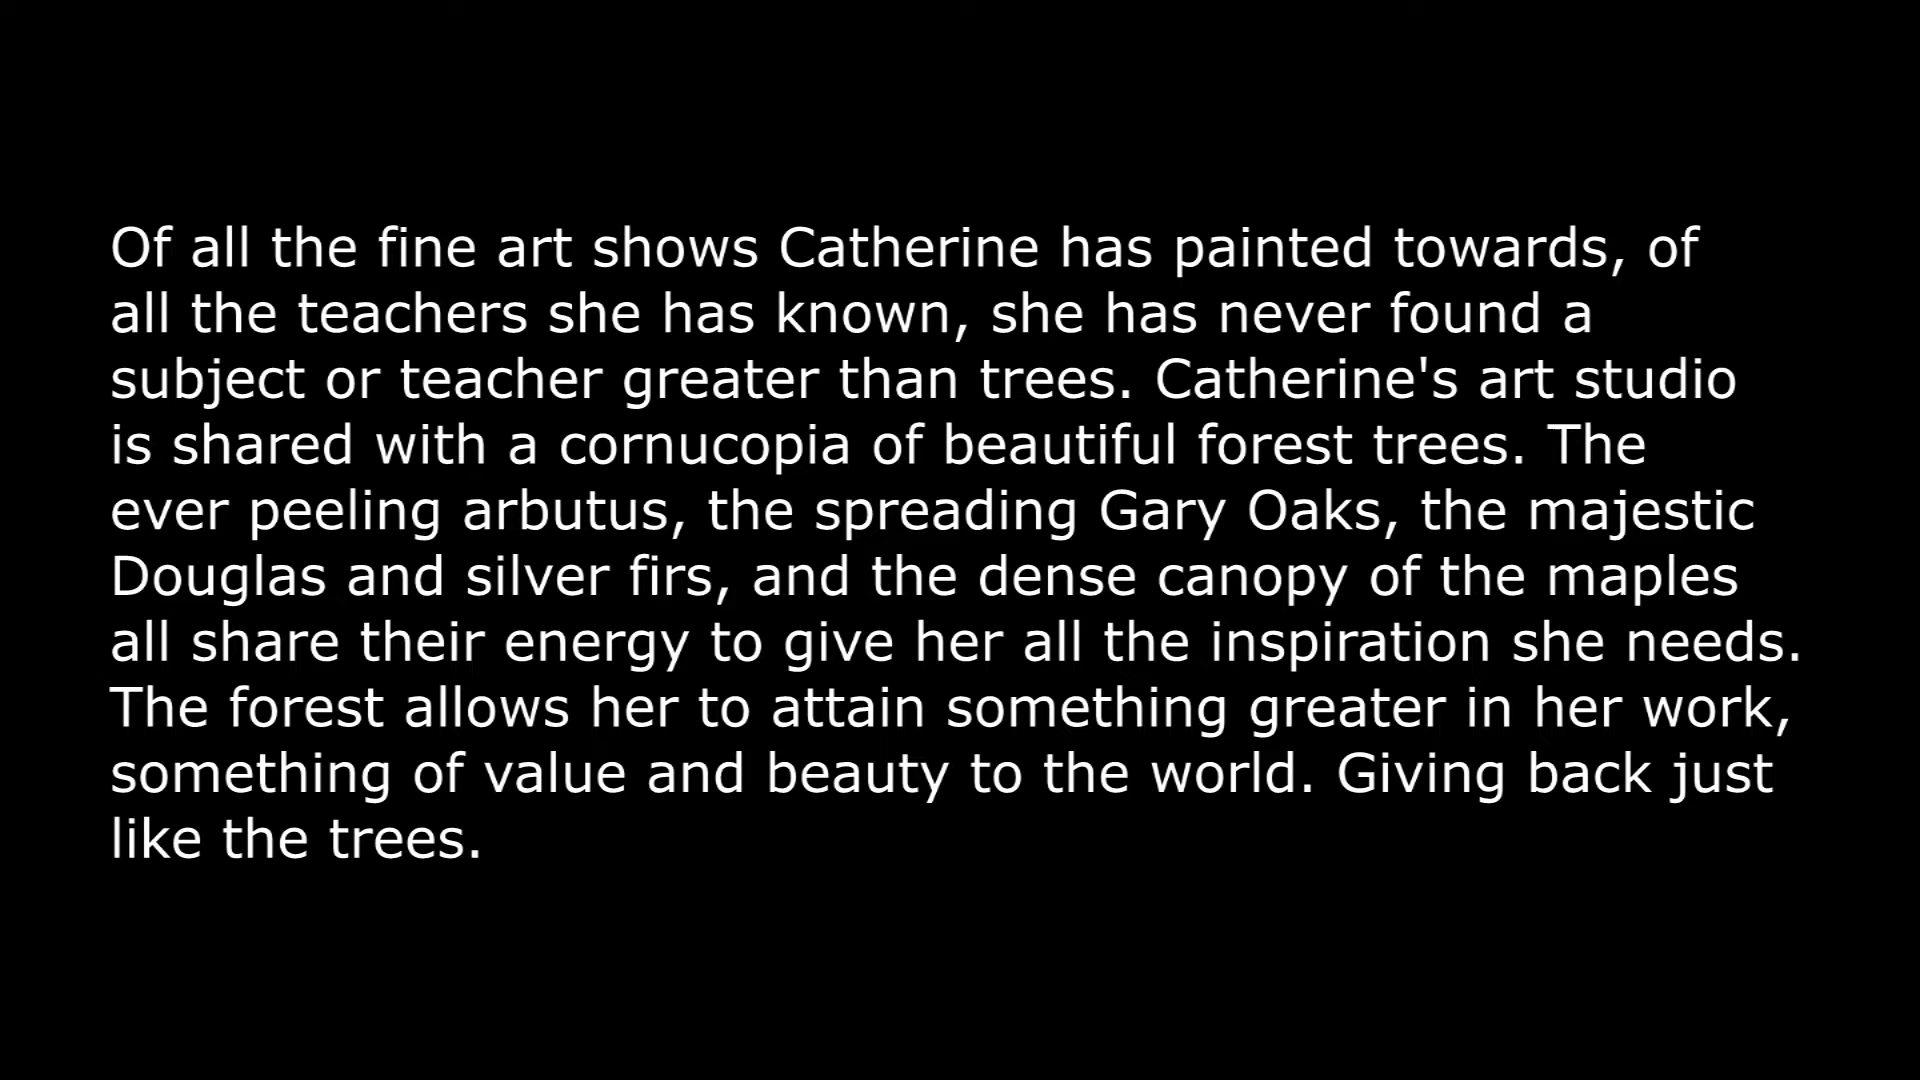 Of all the fine art shows Catherine has painted towards, of
all the teachers she has known, she has never found a
subject or teacher greater than trees. Catherine's art studio
is shared with a cornucopia of beautiful forest trees. The
ever peeling arbutus, the spreading Gary Oaks, the majestic
Douglas and silver firs, and the dense canopy of the maples
all share their energy to give her all the inspiration she needs.
The forest allows her to attain something greater in her work,
something of value and beauty to the world. Giving back just
like the trees.